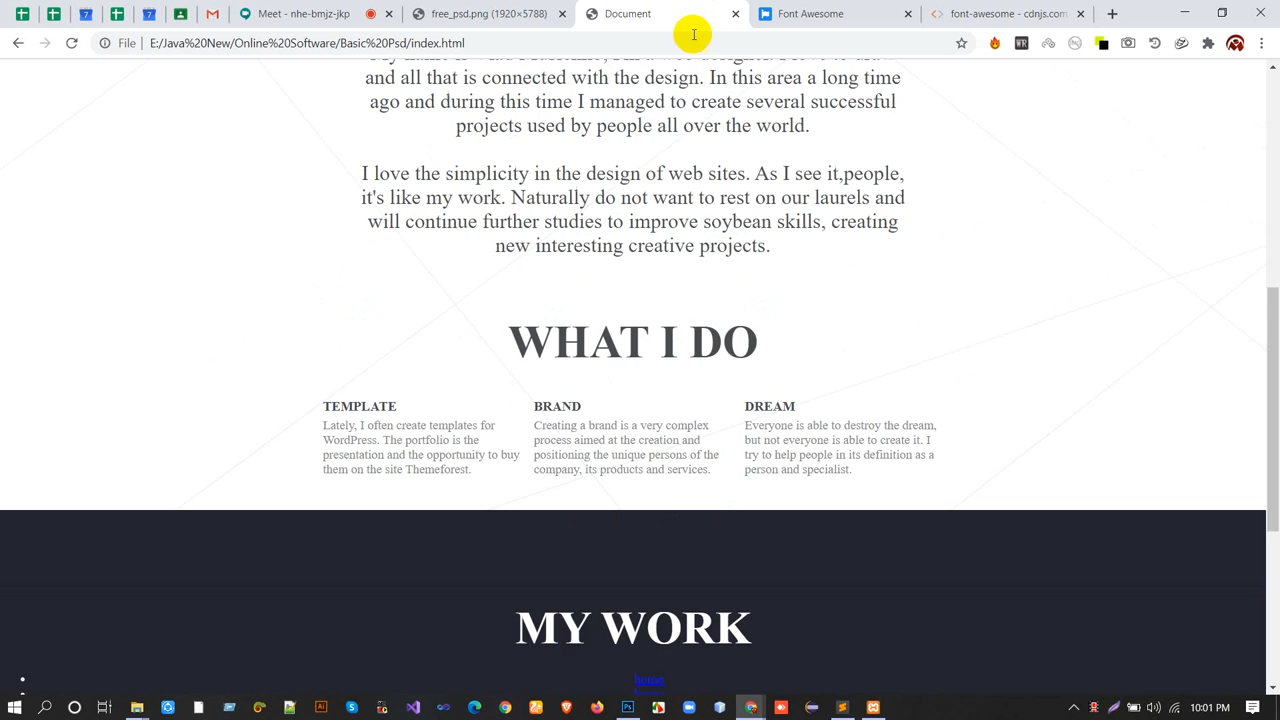 Meet - nhe-bmjz-jkp
free_psd.png (1920×5788)
Document
Font Awesome
font-awesome - cdnjs.com
File | E:/Java%20New/Online%20Software/Basic%20Psd/index.html
and all that is connected with the design. In this area a long time
ago and during this time I managed to create several successful
projects used by people all over the world.
I love the simplicity in the design of web sites. As I see it,people,
it's like my work. Naturally do not want to rest on our laurels and
will continue further studies to improve soybean skills, creating
new interesting creative projects.
WHAT I DO
TEMPLATE
Lately, I often create templates for
WordPress. The portfolio is the
presentation and the opportunity to buy
them on the site Themeforest.
BRAND
Creating a brand is a very complex
process aimed at the creation and
positioning the unique persons of the
company, its products and services.
DREAM
Everyone is able to destroy the dream,
but not everyone is able to create it. I
try to help people in its definition as a
person and specialist.
MY WORK
home
10:01 PM